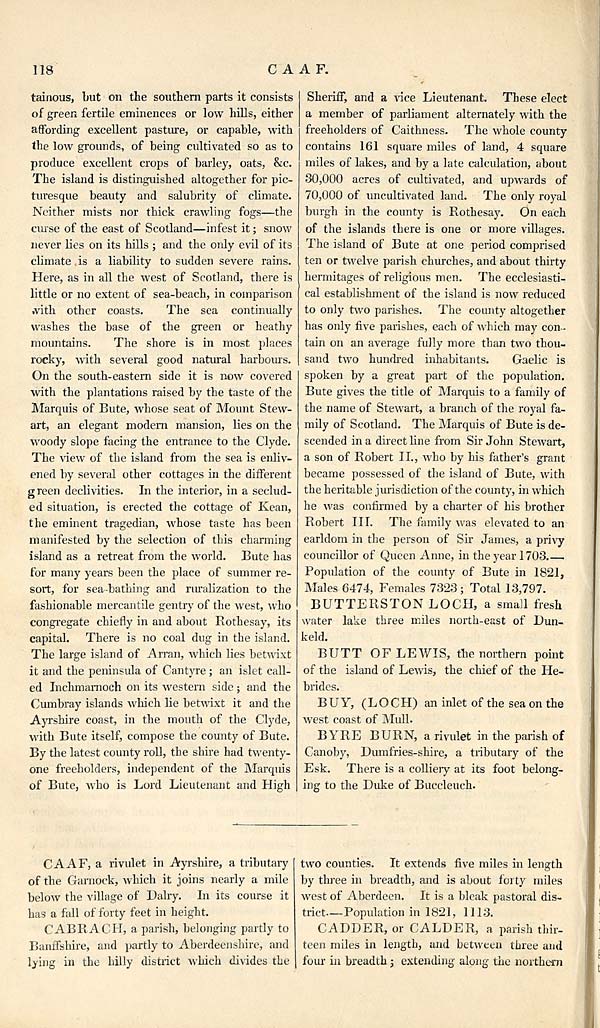 118
CAAF.
tainous, but on the southern parts it consists
of green fertile eminences or low hills, either
affording excellent pasture, or capable, with
the low grounds, of being cultivated so as to
produce excellent crops of barley, oats, &c.
The island is distinguished altogether for pic-
turesque beauty and salubrity of climate.
Neither mists nor thick crawling fogs—the
curse of the east of Scotland—infest it; snow
never lies on its hills; and the only evil of its
climate is a liability to sudden severe rains.
Here, as in all the west of Scotland, there is
little or no extent of sea-beach, in comparison
with other coasts. The sea continually
washes the base of the green or heathy
mountains. The shore is in most places
rocky, with several good natural harbours.
On the south-eastern side it is now covered
with the plantations raised by the taste of the
Marquis of Bute, whose seat of Mount Stew-
art, an elegant modern mansion, lies on the
woody slope facing the entrance to the Clyde.
The view of the island from the sea is enliv-
ened by several other cottages in the different
green declivities. In the interior, in a seclud-
ed situation, is erected the cottage of Kean,
the eminent tragedian, whose taste has been
manifested by the selection of this charming
island as a retreat from the world. Bute has
for many years been the place of summer re-
sort, for sea-bathing and ruralization to the
fashionable mercantile gentry of the west, who
congregate chiefly in and about Rothesay, its
capital. There is no coal dug in the island.
The large island of Arran, which lies betwixt
it and the peninsula of Cantyre; an islet call-
ed Inchmarnoch on its western side; and the
Cumbray islands which lie betwixt it and the
Ayrshire coast, in the mouth of the Clyde,
with Bute itself, compose the county of Bute.
By the latest county roll, the shire had twenty-
one freeholders, independent of the Marquis
of Bute, who is Lord Lieutenant and High
Sheriff, and a vice Lieutenant. These elect
a member of parliament alternately with the
freeholders of Caithness. The whole county
contains 161 square miles of land, 4 square
miles of lakes, and by a late calculation, about
30,000 acres of cultivated, and upwards of
70,000 of uncultivated land. The only royal
burgh in the county is Rothesay. On each
of the islands there is one or more villages.
The island of Bute at one period comprised
ten or twelve parish churches, and about thirty
hermitages of religious men. The ecclesiasti-
cal establishment of the island is now reduced
to only two parishes. The county altogether
has only five parishes, each of which may con-
tain on an average fully more than two thou-
sand two hundred inhabitants. Gaelic is
spoken by a great part of the population.
Bute gives the title of Marquis to a family of
the name of Stewart, a branch of the royal fa-
mily of Scotland. The Marquis of Bute is de-
scended in a direct line from Sir John Stewart,
a son of Robert II., who by his father's grant
became possessed of the island of Bute, with
the heritable jurisdiction of the county, in which
he was confirmed by a charter of his brother
Robert III. The family was elevated to an
earldom in the person of Sir James, a privy
councillor of Queen Anne, in the year 1703.—
Population of the county of Bute in 1821,
Males 6474, Females 7323; Total 13,797.
BUTTERSTON LOCH, a small fresh
water lake three miles north-east of Dun-
keld.
BUTT OF LEWIS, the northern point
of the island of Lewis, the chief of the He-
brides.
BUY, (LOCH) an inlet of the sea on the
west coast of Mull.
BYRE BURN, a rivulet in the parish of
Canoby, Dumfries-shire, a tributary of the
Esk. There is a colliery at its foot belong-
ing to the Duke of Buccleuch.
CAAF, a rivulet in Ayrshire, a tributary
of the Garnock, which it joins nearly a mile
below the village of Dalry. In its course it
has a fall of forty feet in height.
CABRACH, a parish, belonging partly to
Banffshire, and partly to Aberdeenshire, and
lying in the hilly district which divides the
two counties. It extends five miles in length
by three in breadth, and is about forty miles
west of Aberdeen. It is a bleak pastoral dis-
trict.—Population in 1821, 1113.
CADDER, or CALDER, a parish thir-
teen miles in length, and between three and
four in breadth; extending along the northern